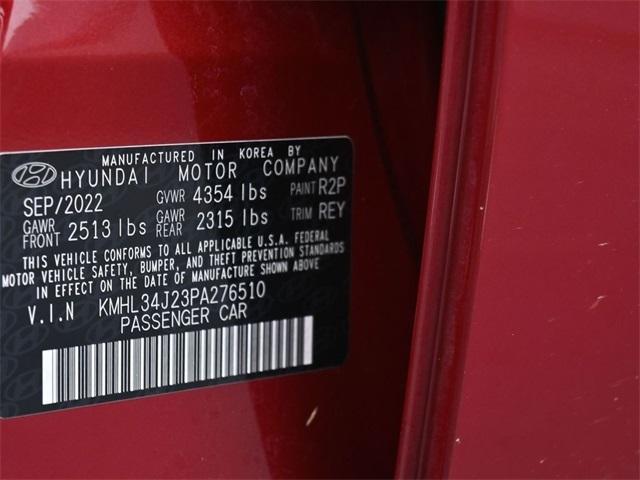 MANUFACTURED IN KOREA BY
HYUNDAI MOTOR COMPANY
SEP/2022 GVWR 4354 lbs PAINT R2P
GAWR FRONT 2513 lbs GAWR REAR 2315 lbs TRIM REY
THIS VEHICLE CONFORMS TO ALL APPLICABLE U.S.A. FEDERAL
MOTOR VEHICLE SAFETY, BUMPER, AND THEFT PREVENTION STANDARDS
IN EFFECT ON THE DATE OF MANUFACTURE SHOWN ABOVE.
V.I.N KMHL34J23PA276510
PASSENGER CAR